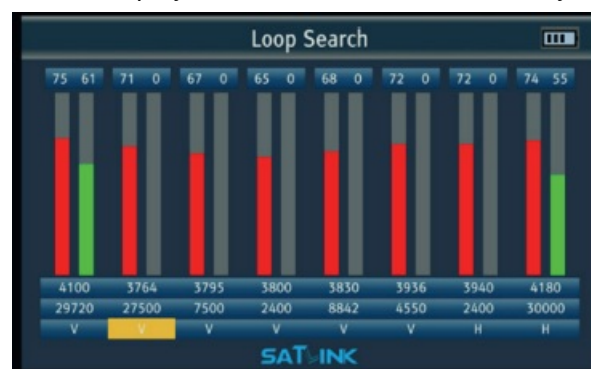 Loop Search
75 61 71 0 67 0 65 0 68 0 72 0 72 0 74 55
4100 3764 3795 3800 3830 3936 3940 4180
29720 27500 7500 2400 8842 4550 2400 30000
V V V V V V H H
SATLINK